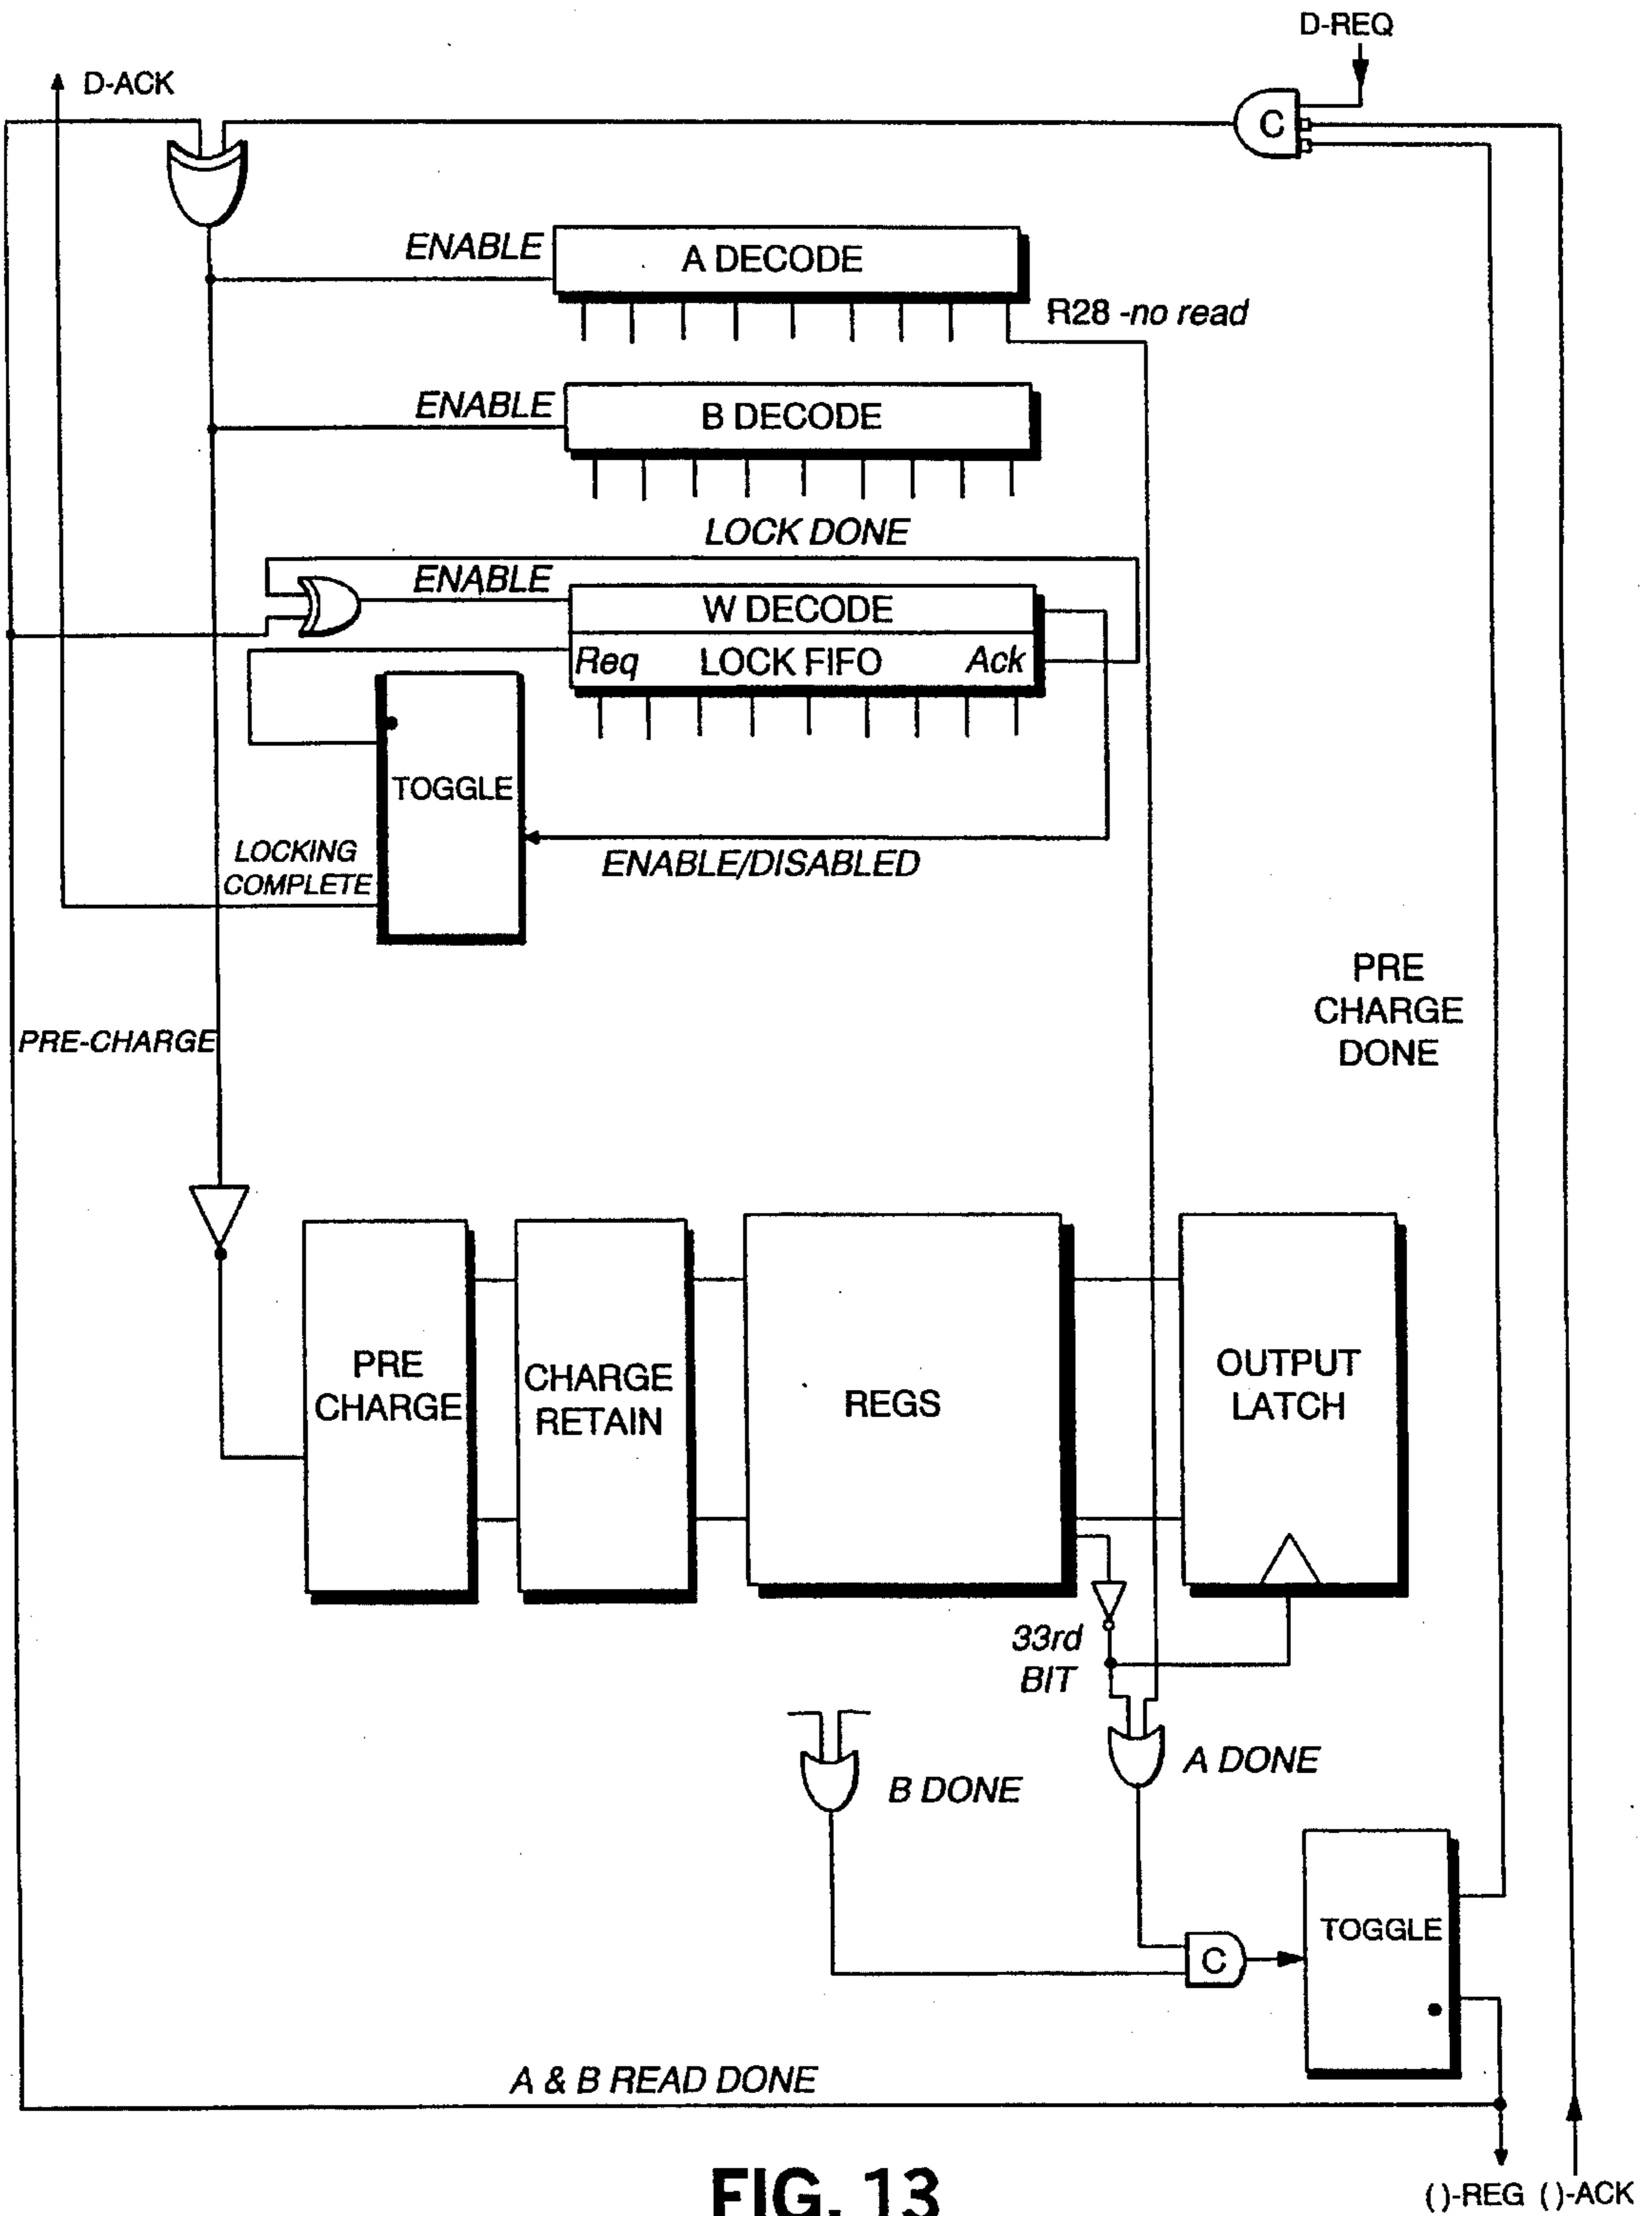 D-REQ
D-ACK
C
ENABLE
A DECODE
R28 -no read
ENABLE
B DECODE
LOCK DONE
ENABLE
W DECODE
Req LOCK FIFO Ack
TOGGLE
LOCKING
COMPLETE
ENABLE/DISABLED
PRE
CHARGE
DONE
PRE-CHARGE
PRE
CHARGE
CHARGE
RETAIN
REGS
OUTPUT
LATCH
33rd
BIT
B DONE
A DONE
C
TOGGLE
A & B READ DONE
( )-REG ( )-ACK
FIG. 13